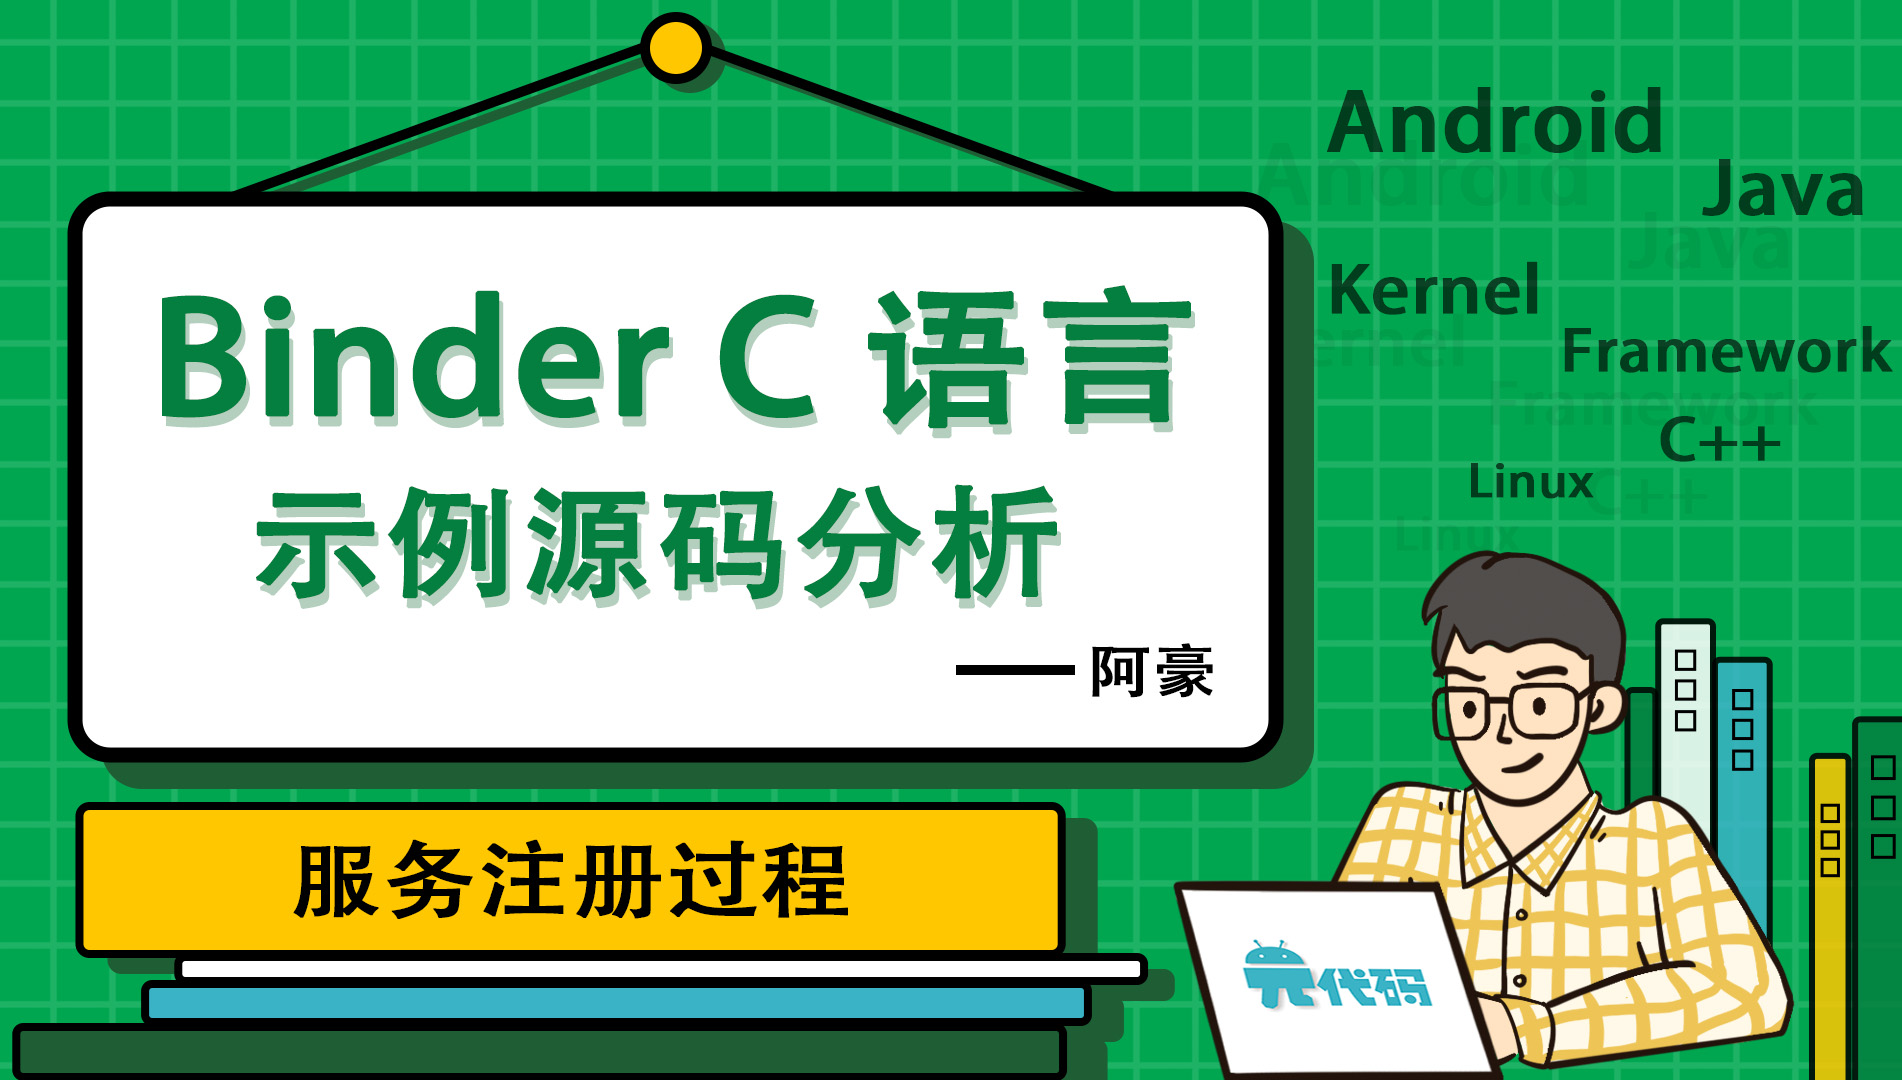 Binder C 语言
示例源码分析
—— 阿豪
服务注册过程
Android
Java
Kernel
Framework
C++
Linux
元代码